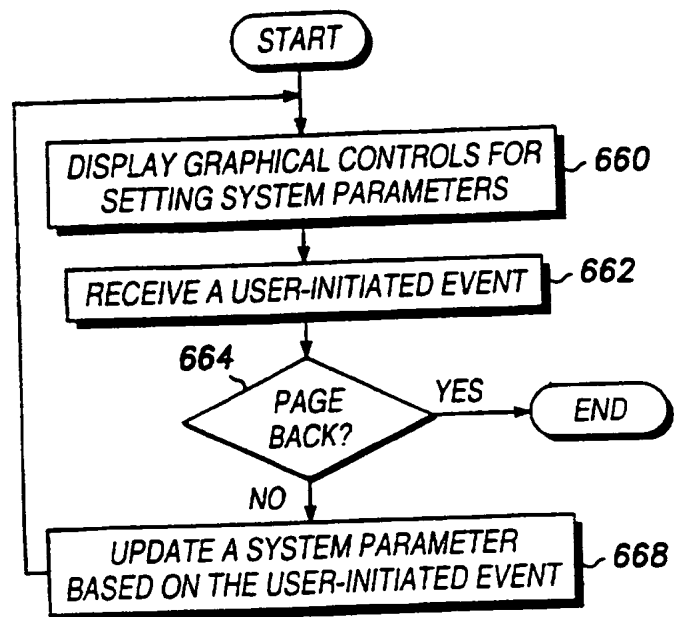 START
DISPLAY GRAPHICAL CONTROLS FOR
SETTING SYSTEM PARAMETERS
660
RECEIVE A USER-INITIATED EVENT
662
664
PAGE
BACK?
YES
END
NO
UPDATE A SYSTEM PARAMETER
BASED ON THE USER-INITIATED EVENT
668